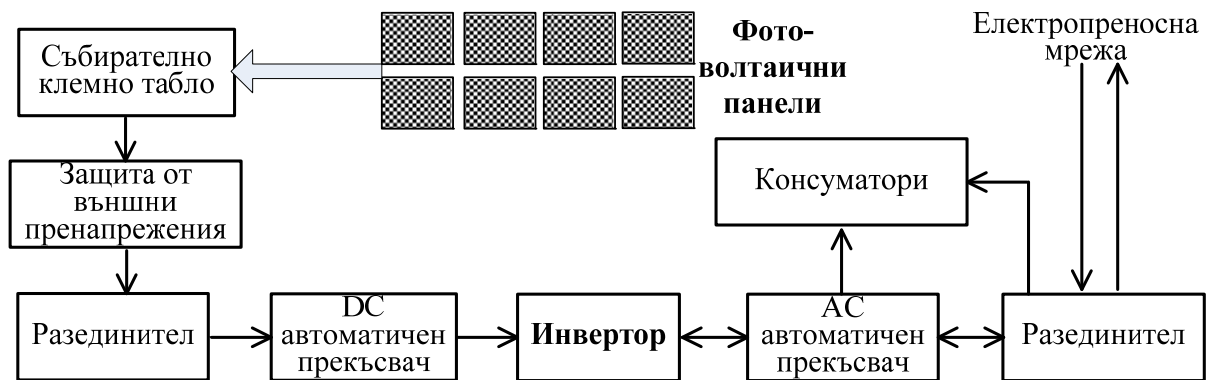 Събирателно
клемно табло
Фото-
волтаични
панели
Електропреносна
мрежа
Защита от
външни
пренапрежения
Консуматори
Разединител
DC
автоматичен
прекъсвач
Инвертор
AC
автоматичен
прекъсвач
Разединител